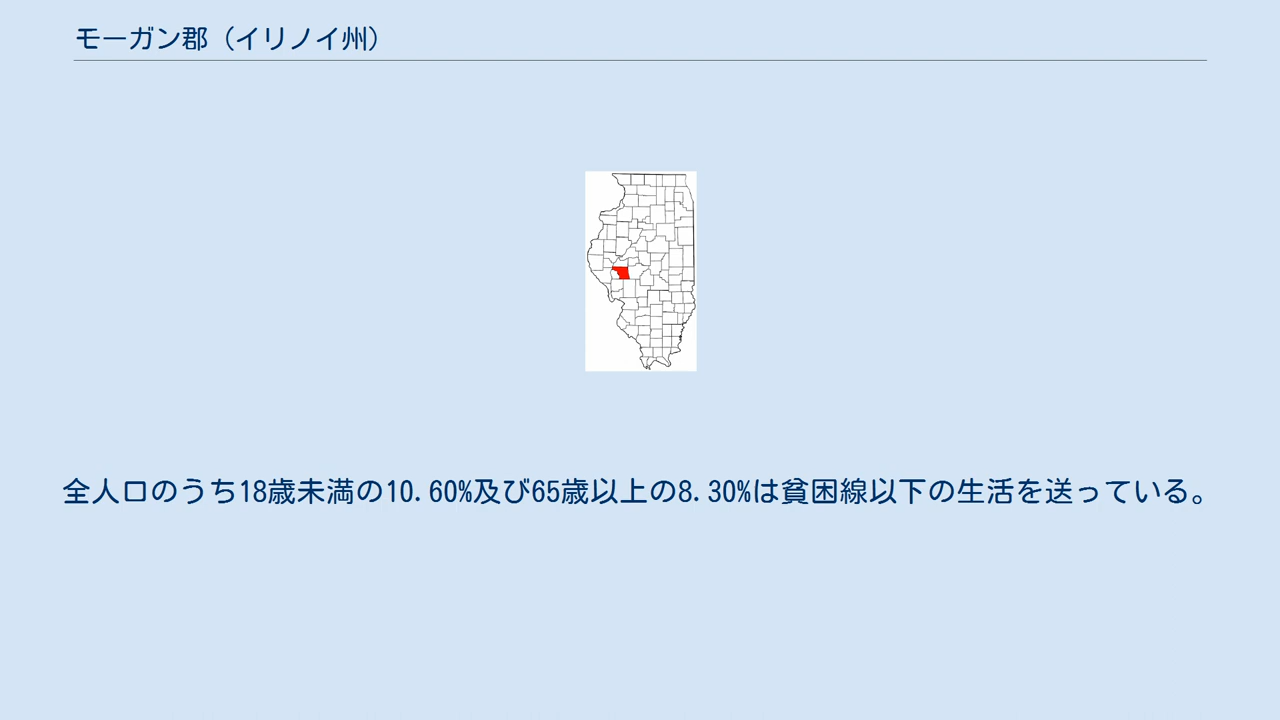 モーガン郡（イリノイ州）
全人口のうち18歳未満の10.60%及び65歳以上の8.30%は貧困線以下の生活を送っている。